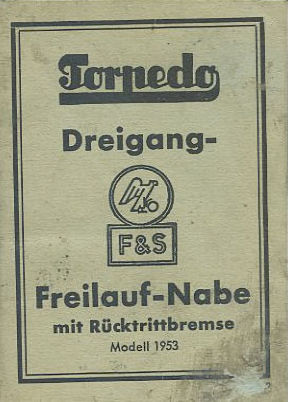 Torpedo
Dreigang-
F&S
Freilauf-Nabe
mit Rücktrittbremse
Modell 1953